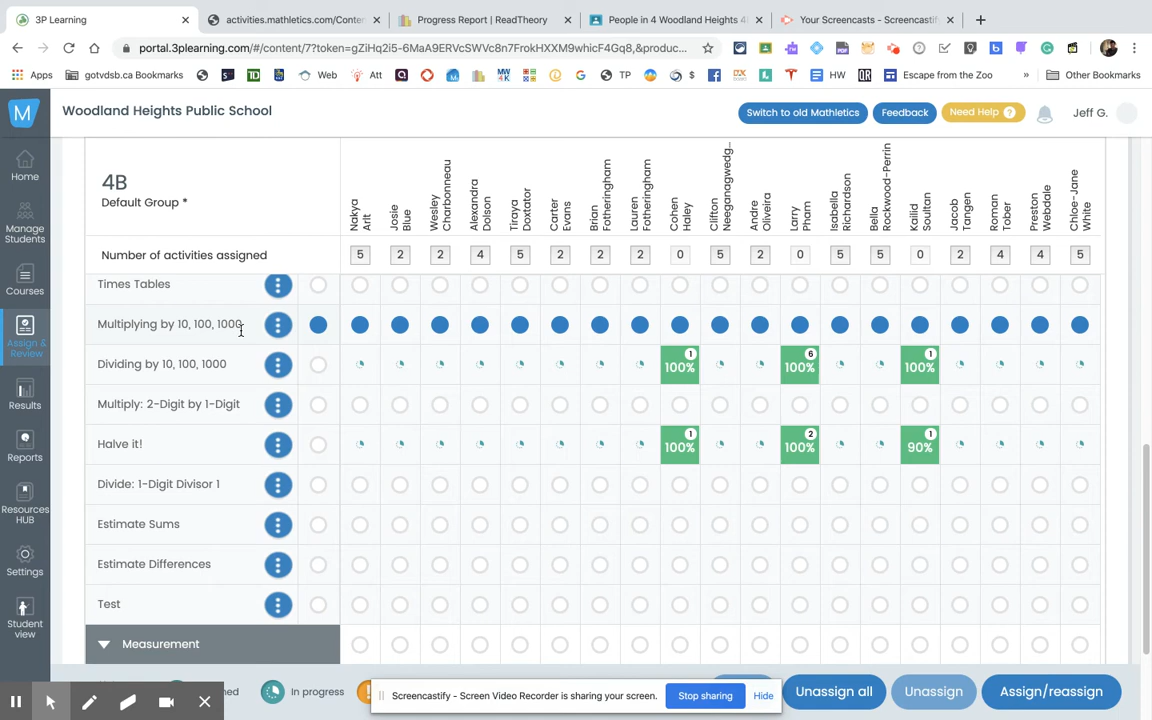 3P Learning
activities.mathletics.com/Conter
Progress Report | ReadTheory
People in 4 Woodland Heights 4
Your Screencasts - Screencastif
portal.3plearning.com/#/content/7?token=gZiHq2i5-6MaA9ERVcSWVc8n7FrokHXXM9whicF4Gq8,&produc...
Apps
gotvdsb.ca Bookmarks
Web
Att
MW
4K
TP
$
HW
Escape from the Zoo
»
Other Bookmarks
M
Woodland Heights Public School
Switch to old Mathletics
Feedback
Need Help ?
Jeff G.
Home
Manage
Students
Courses
Assign &
Review
Results
Reports
Resources
HUB
Settings
Student
view
4B
Default Group *
Nakya
Arit
Josie
Blue
Wesley
Charbonneau
Alexandra
Dolson
Tiraya
Doxtator
Carter
Evans
Brian
Fotheringham
Lauren
Fotheringham
Cohen
Haley
Clifton
Neeganagwedg...
Andre
Oliveira
Larry
Pham
Isabella
Richardson
Bella
Rockwood-Perrin
Kalild
Soultan
Jacob
Tangen
Roman
Tober
Preston
Webdale
Chloe-Jane
White
Number of activities assigned
5 2 2 4 5 2 2 2 0 5 2 0 5 5 0 2 4 4 5
Times Tables
Multiplying by 10, 100, 1000
Dividing by 10, 100, 1000
1
100%
6
100%
1
100%
Multiply: 2-Digit by 1-Digit
Halve it!
1
100%
2
100%
1
90%
Divide: 1-Digit Divisor 1
Estimate Sums
Estimate Differences
Test
Measurement
In progress
Screencastify - Screen Video Recorder is sharing your screen.
Stop sharing
Hide
Unassign all
Unassign
Assign/reassign